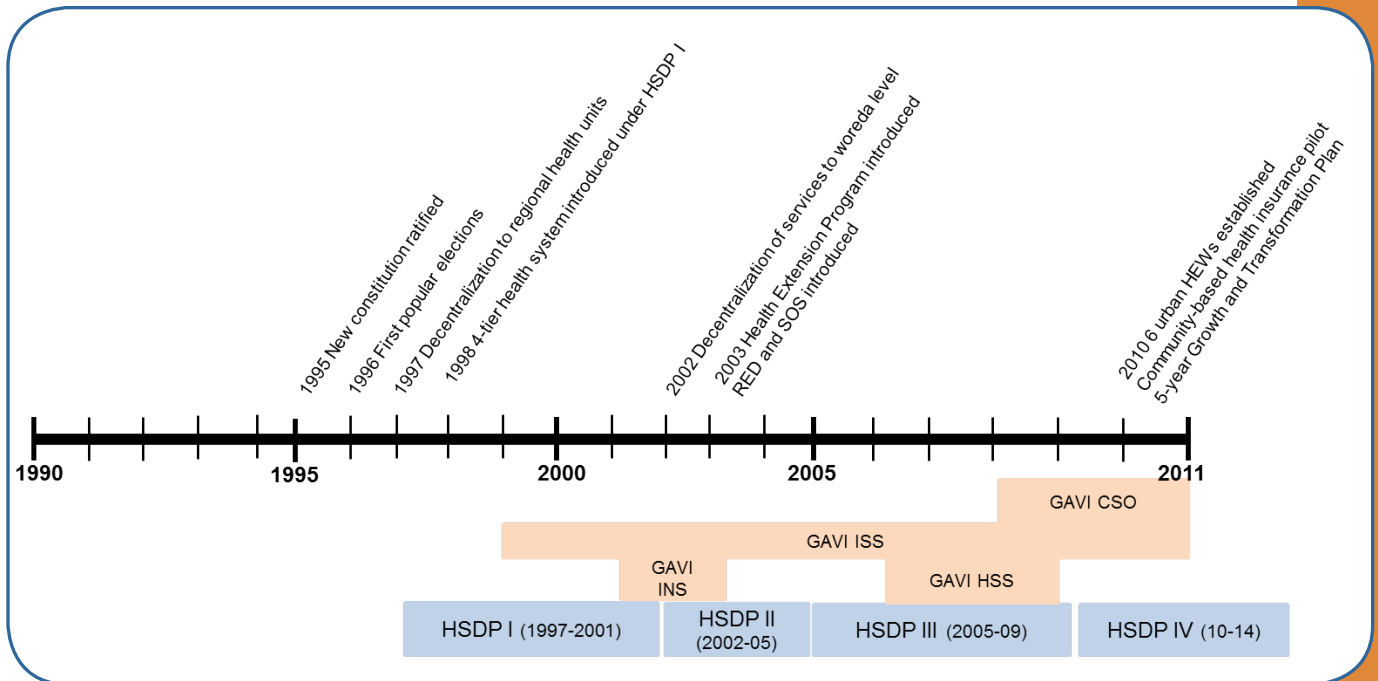 1995 New constitution ratified
1996 First popular elections
1997 Decentralization to regional health units
1998 4-tier health system introduced under HSDP I
2002 Decentralization of services to woreda level
2003 Health Extension Program introduced
RED and SOS introduced
2010 6 urban HEWs established
Community-based health insurance pilot
5-year Growth and Transformation Plan
1990
1995
2000
2005
2011
GAVI CSO
GAVI ISS
GAVI
INS
GAVI HSS
HSDP I (1997-2001)
HSDP II
(2002-05)
HSDP III (2005-09)
HSDP IV (10-14)